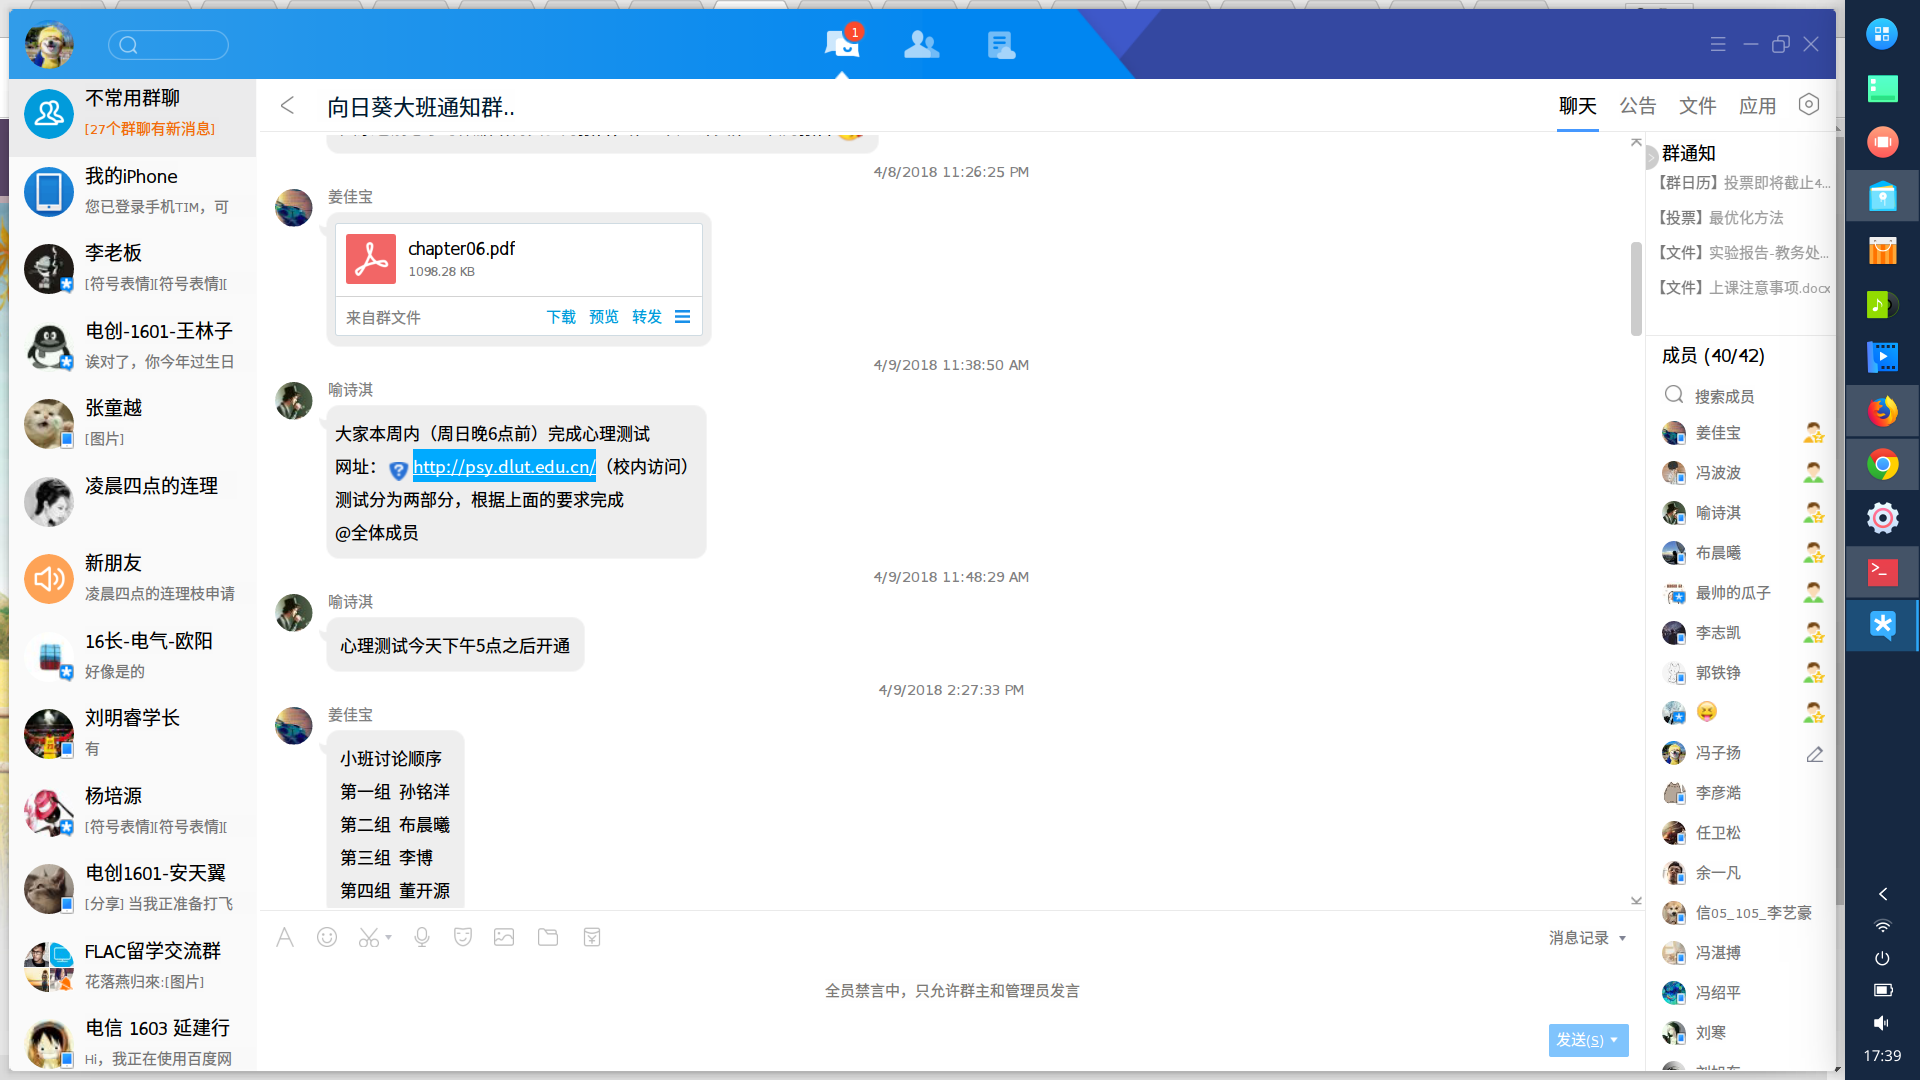 1
不常用群聊
[27个群聊有新消息]
我的iPhone
您已登录手机TIM，可
李老板
[符号表情][符号表情][
电创-1601-王林子
诶对了，你今年过生日
张童越
[图片]
凌晨四点的连理
新朋友
凌晨四点的连理枝申请
16长-电气-欧阳
好像是的
刘明睿学长
有
杨培源
[符号表情][符号表情][
电创1601-安天翼
[分享] 当我正准备打飞
FLAC留学交流群
花落燕归來:[图片]
电信 1603 延建行
Hi，我正在使用百度网
向日葵大班通知群..
聊天 公告 文件 应用
4/8/2018 11:26:25 PM
姜佳宝
chapter06.pdf
1098.28 KB
来自群文件 下载 预览 转发
4/9/2018 11:38:50 AM
喻诗淇
大家本周内（周日晚6点前）完成心理测试
网址： http://psy.dlut.edu.cn/（校内访问）
测试分为两部分，根据上面的要求完成
@全体成员
4/9/2018 11:48:29 AM
喻诗淇
心理测试今天下午5点之后开通
4/9/2018 2:27:33 PM
姜佳宝
小班讨论顺序
第一组 孙铭洋
第二组 布晨曦
第三组 李博
第四组 董开源
消息记录
全员禁言中，只允许群主和管理员发言
发送(S)
群通知
【群日历】投票即将截止4...
【投票】最优化方法
【文件】实验报告-教务处...
【文件】上课注意事项.docx
成员 (40/42)
搜索成员
姜佳宝
冯波波
喻诗淇
布晨曦
最帅的瓜子
李志凯
郭铁铮
😝
冯子扬
李彦澔
任卫松
余一凡
信05_105_李艺豪
冯湛搏
冯绍平
刘寒
17:39